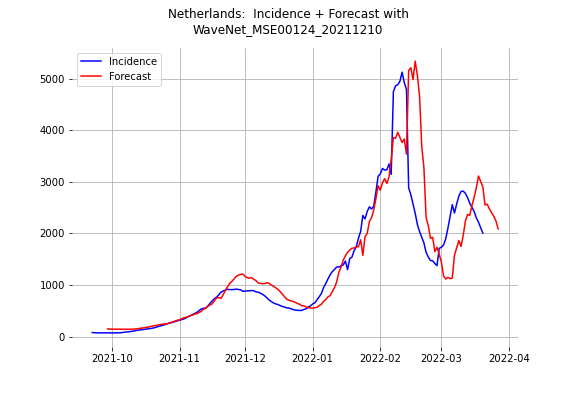 Netherlands:  Incidence + Forecast with
WaveNet_MSE00124_20211210
Incidence
Forecast
5000
4000
3000
2000
1000
0
2021-10 2021-11 2021-12 2022-01 2022-02 2022-03 2022-04